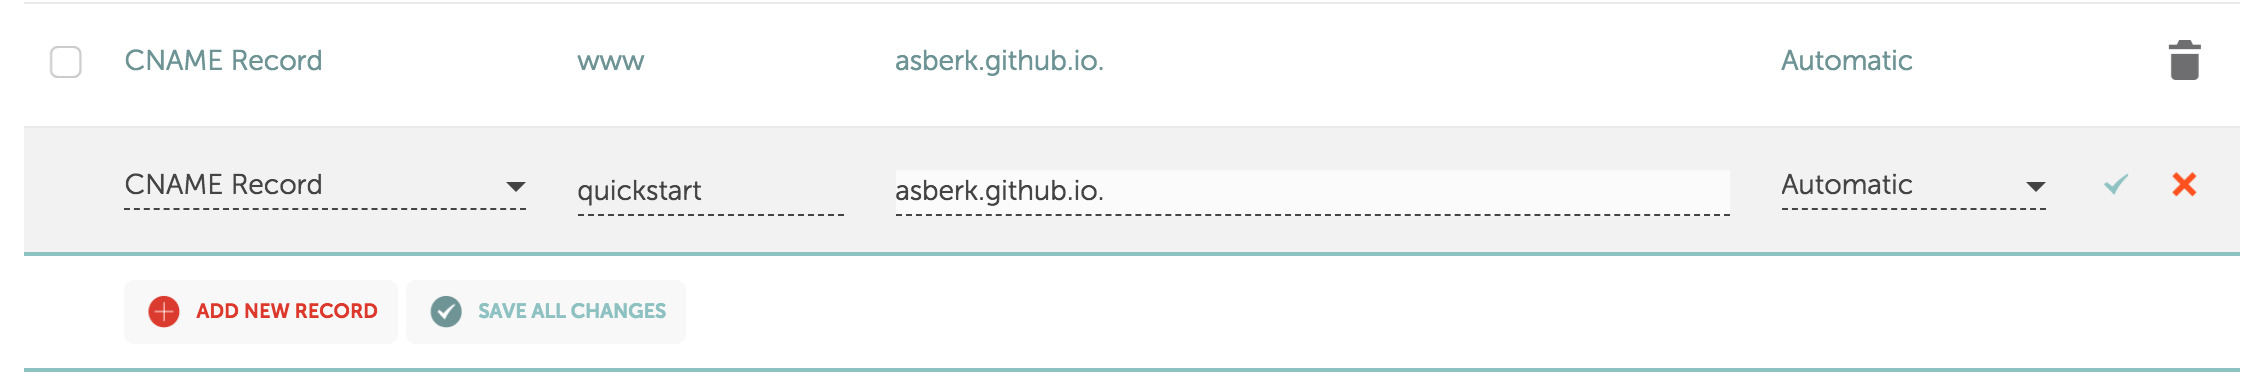 CNAME Record www asberk.github.io. Automatic
CNAME Record quickstart asberk.github.io. Automatic
ADD NEW RECORD SAVE ALL CHANGES